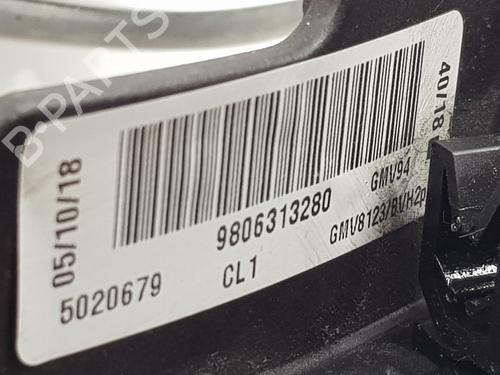 B-PARTS
05/10/18
40/18
9806313280
GMV94
5020679
CL1
GMV8123/BVH2p